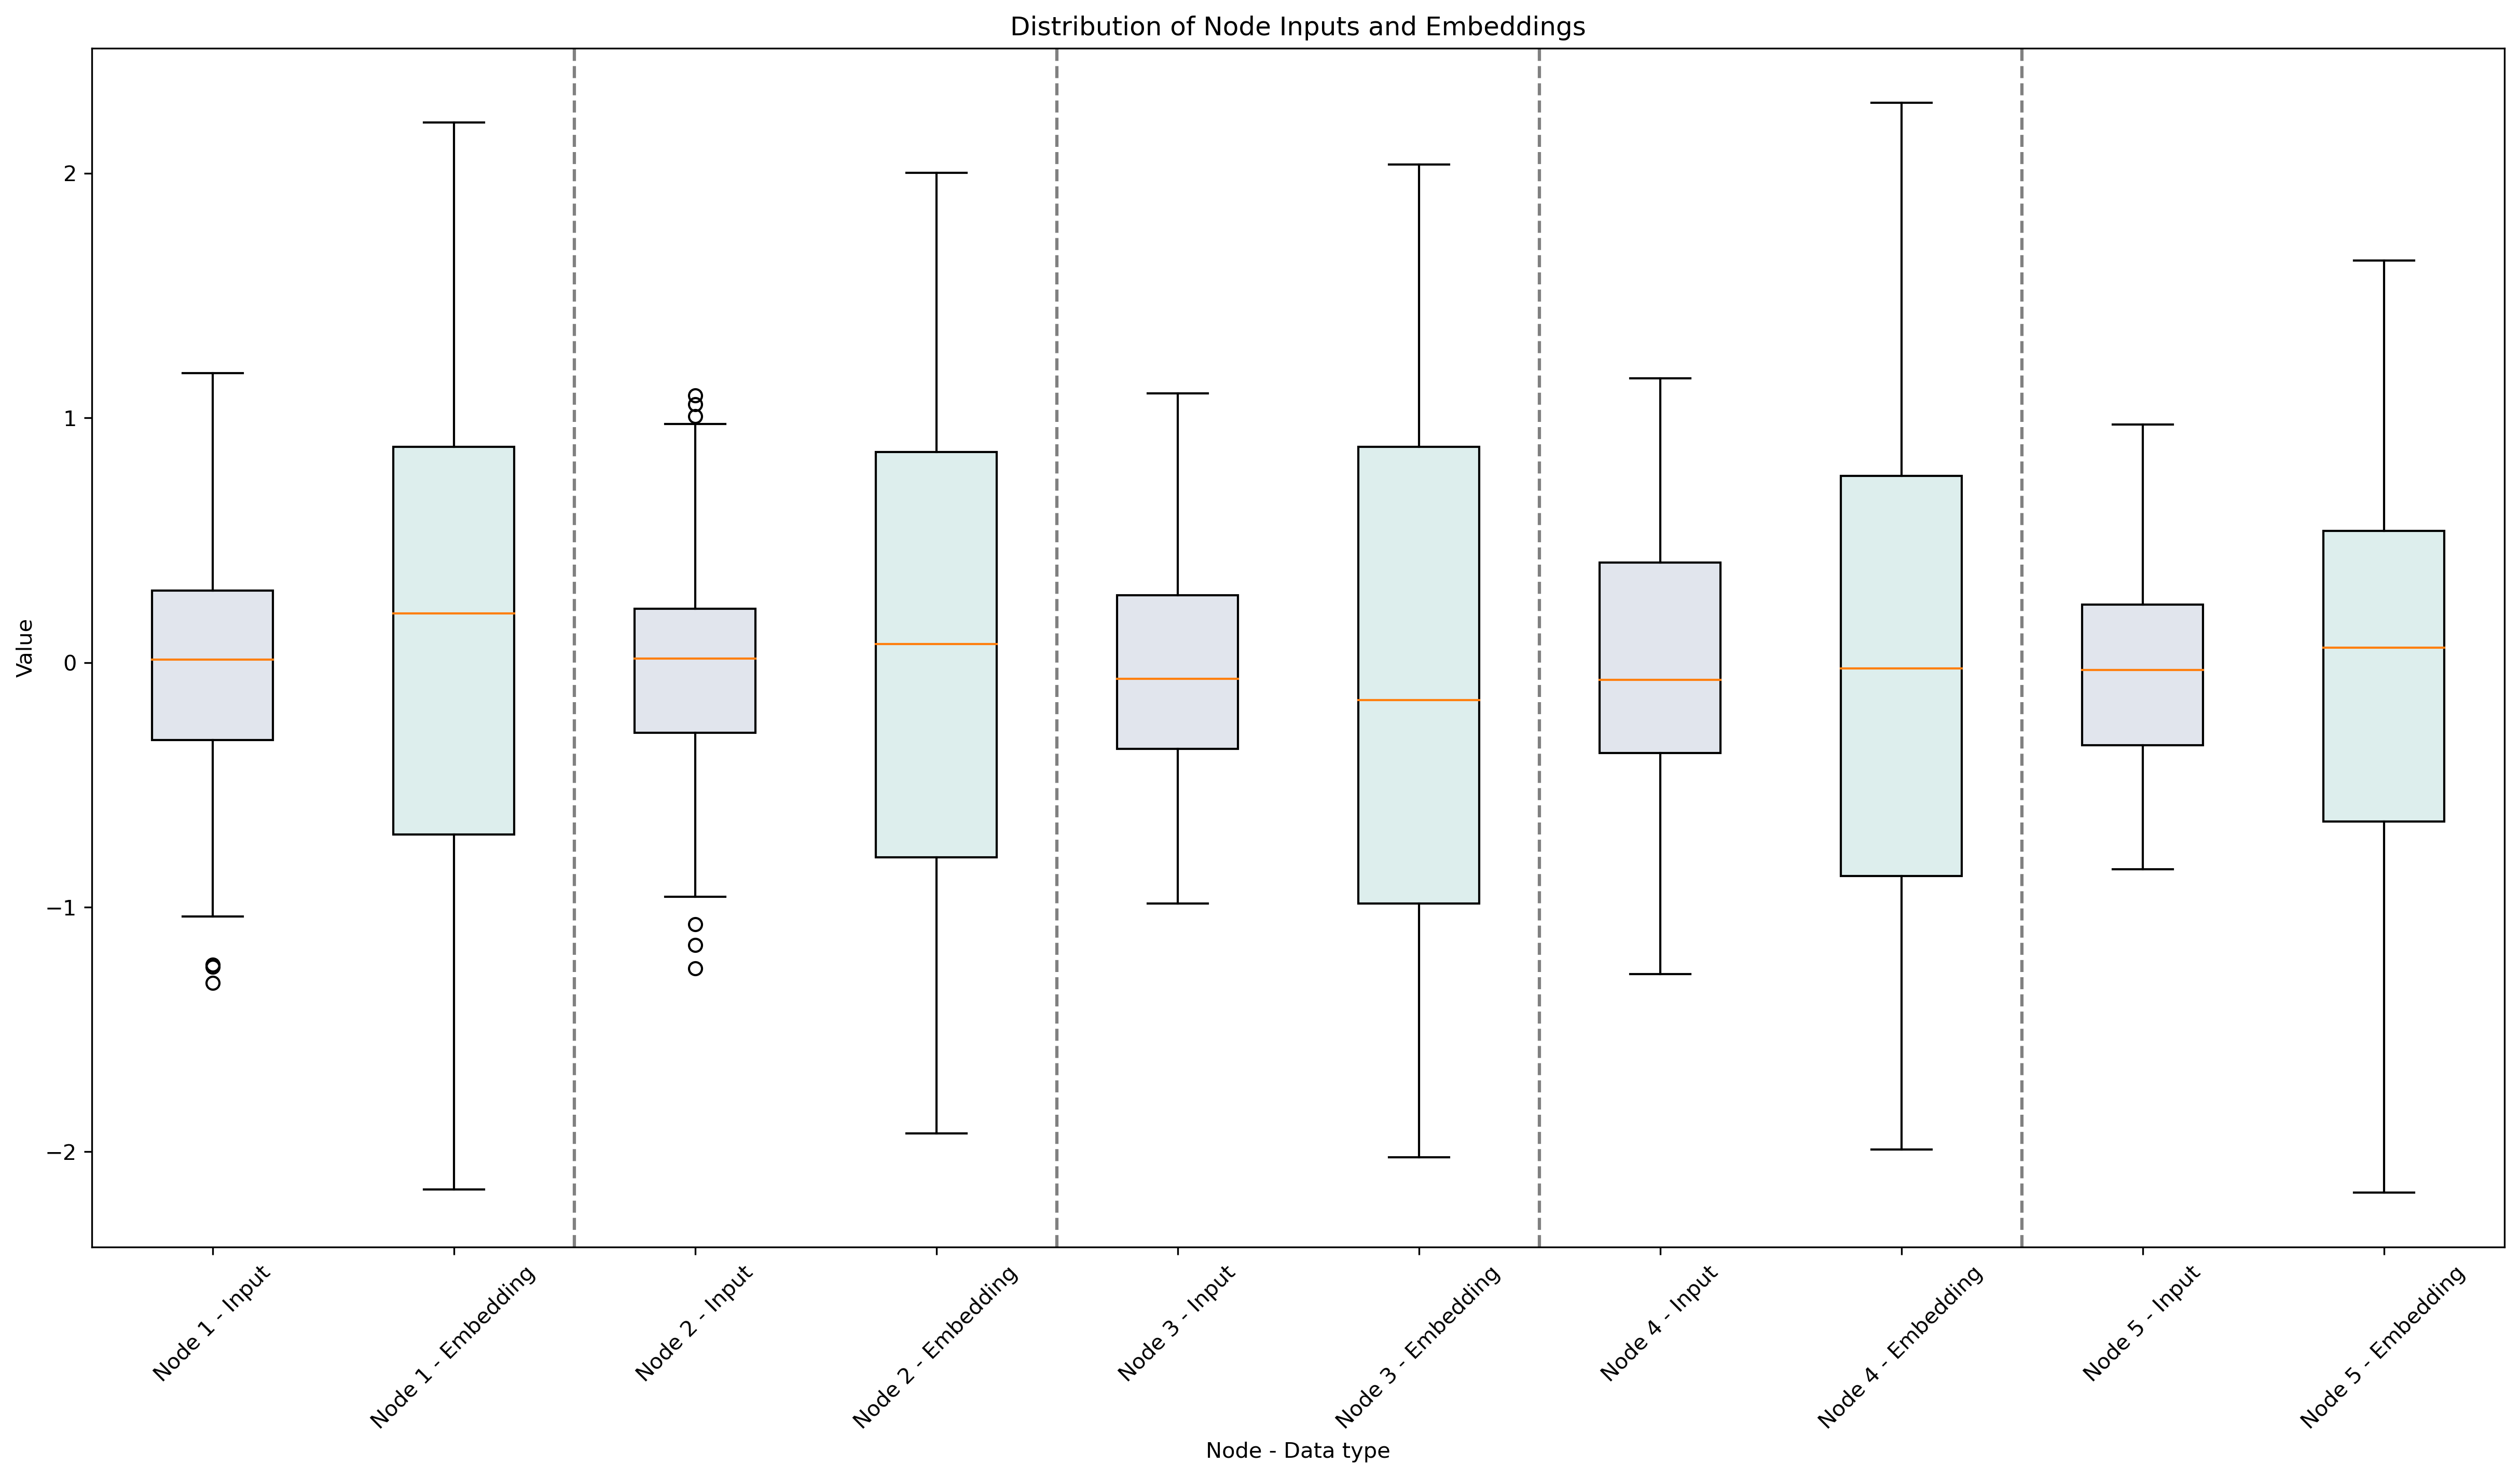 Distribution of Node Inputs and Embeddings
Value
2
1
0
−1
−2
Node 1 - Input
Node 1 - Embedding
Node 2 - Input
Node 2 - Embedding
Node 3 - Input
Node 3 - Embedding
Node 4 - Input
Node 4 - Embedding
Node 5 - Input
Node 5 - Embedding
Node - Data type